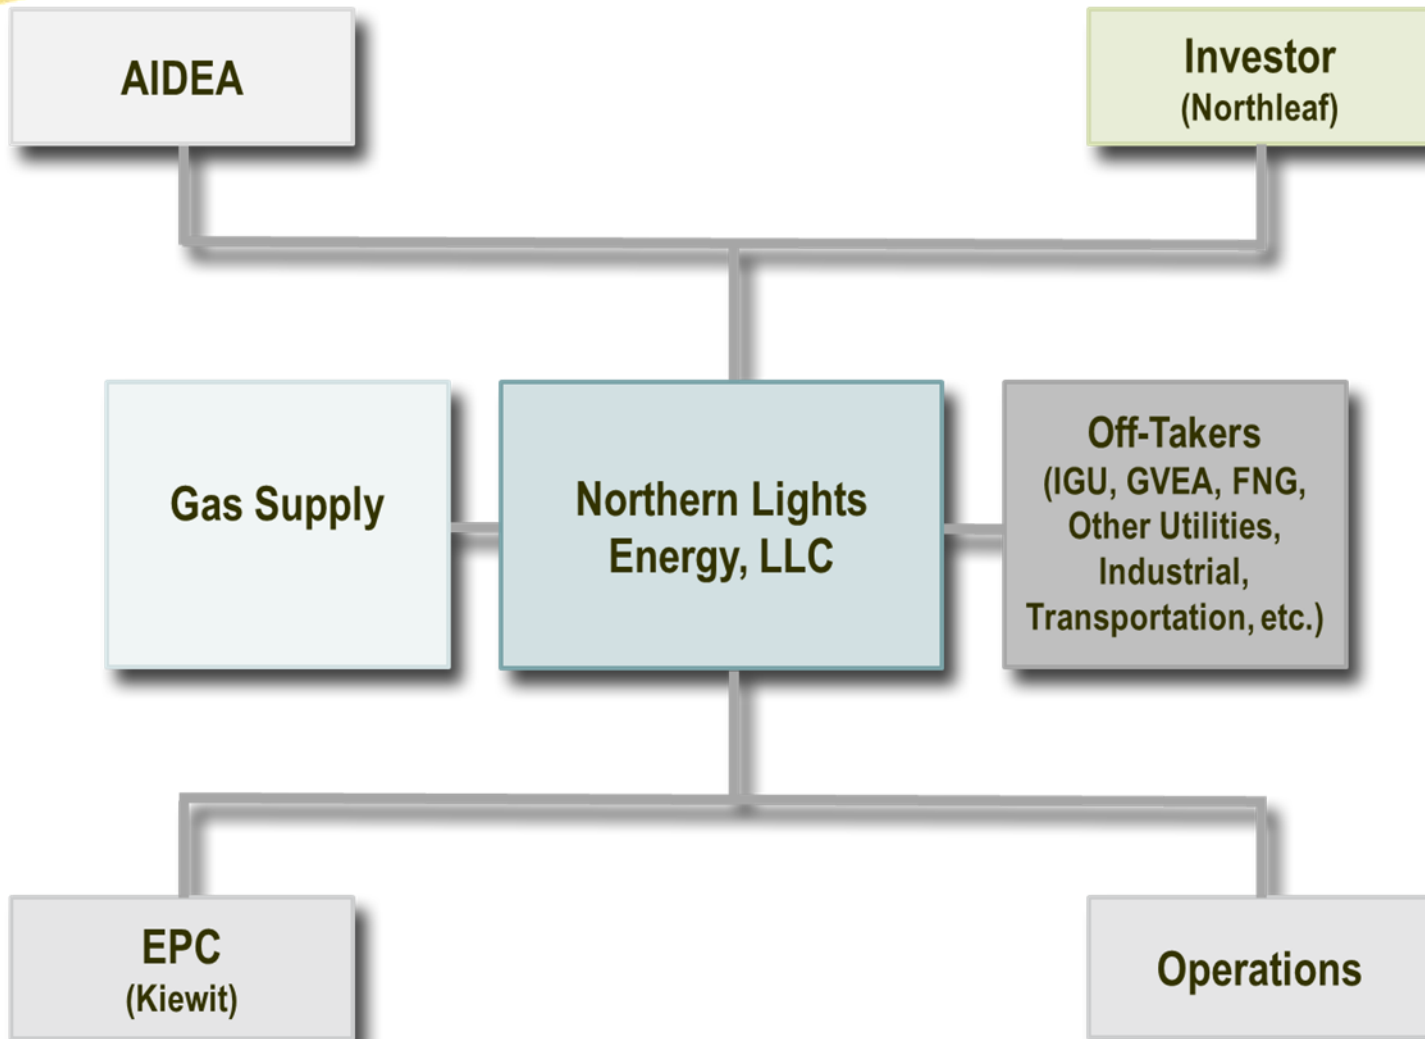 AIDEA
Investor
(Northleaf)
Gas Supply
Northern Lights
Energy, LLC
Off-Takers
(IGU, GVEA, FNG,
Other Utilities,
Industrial,
Transportation, etc.)
EPC
(Kiewit)
Operations